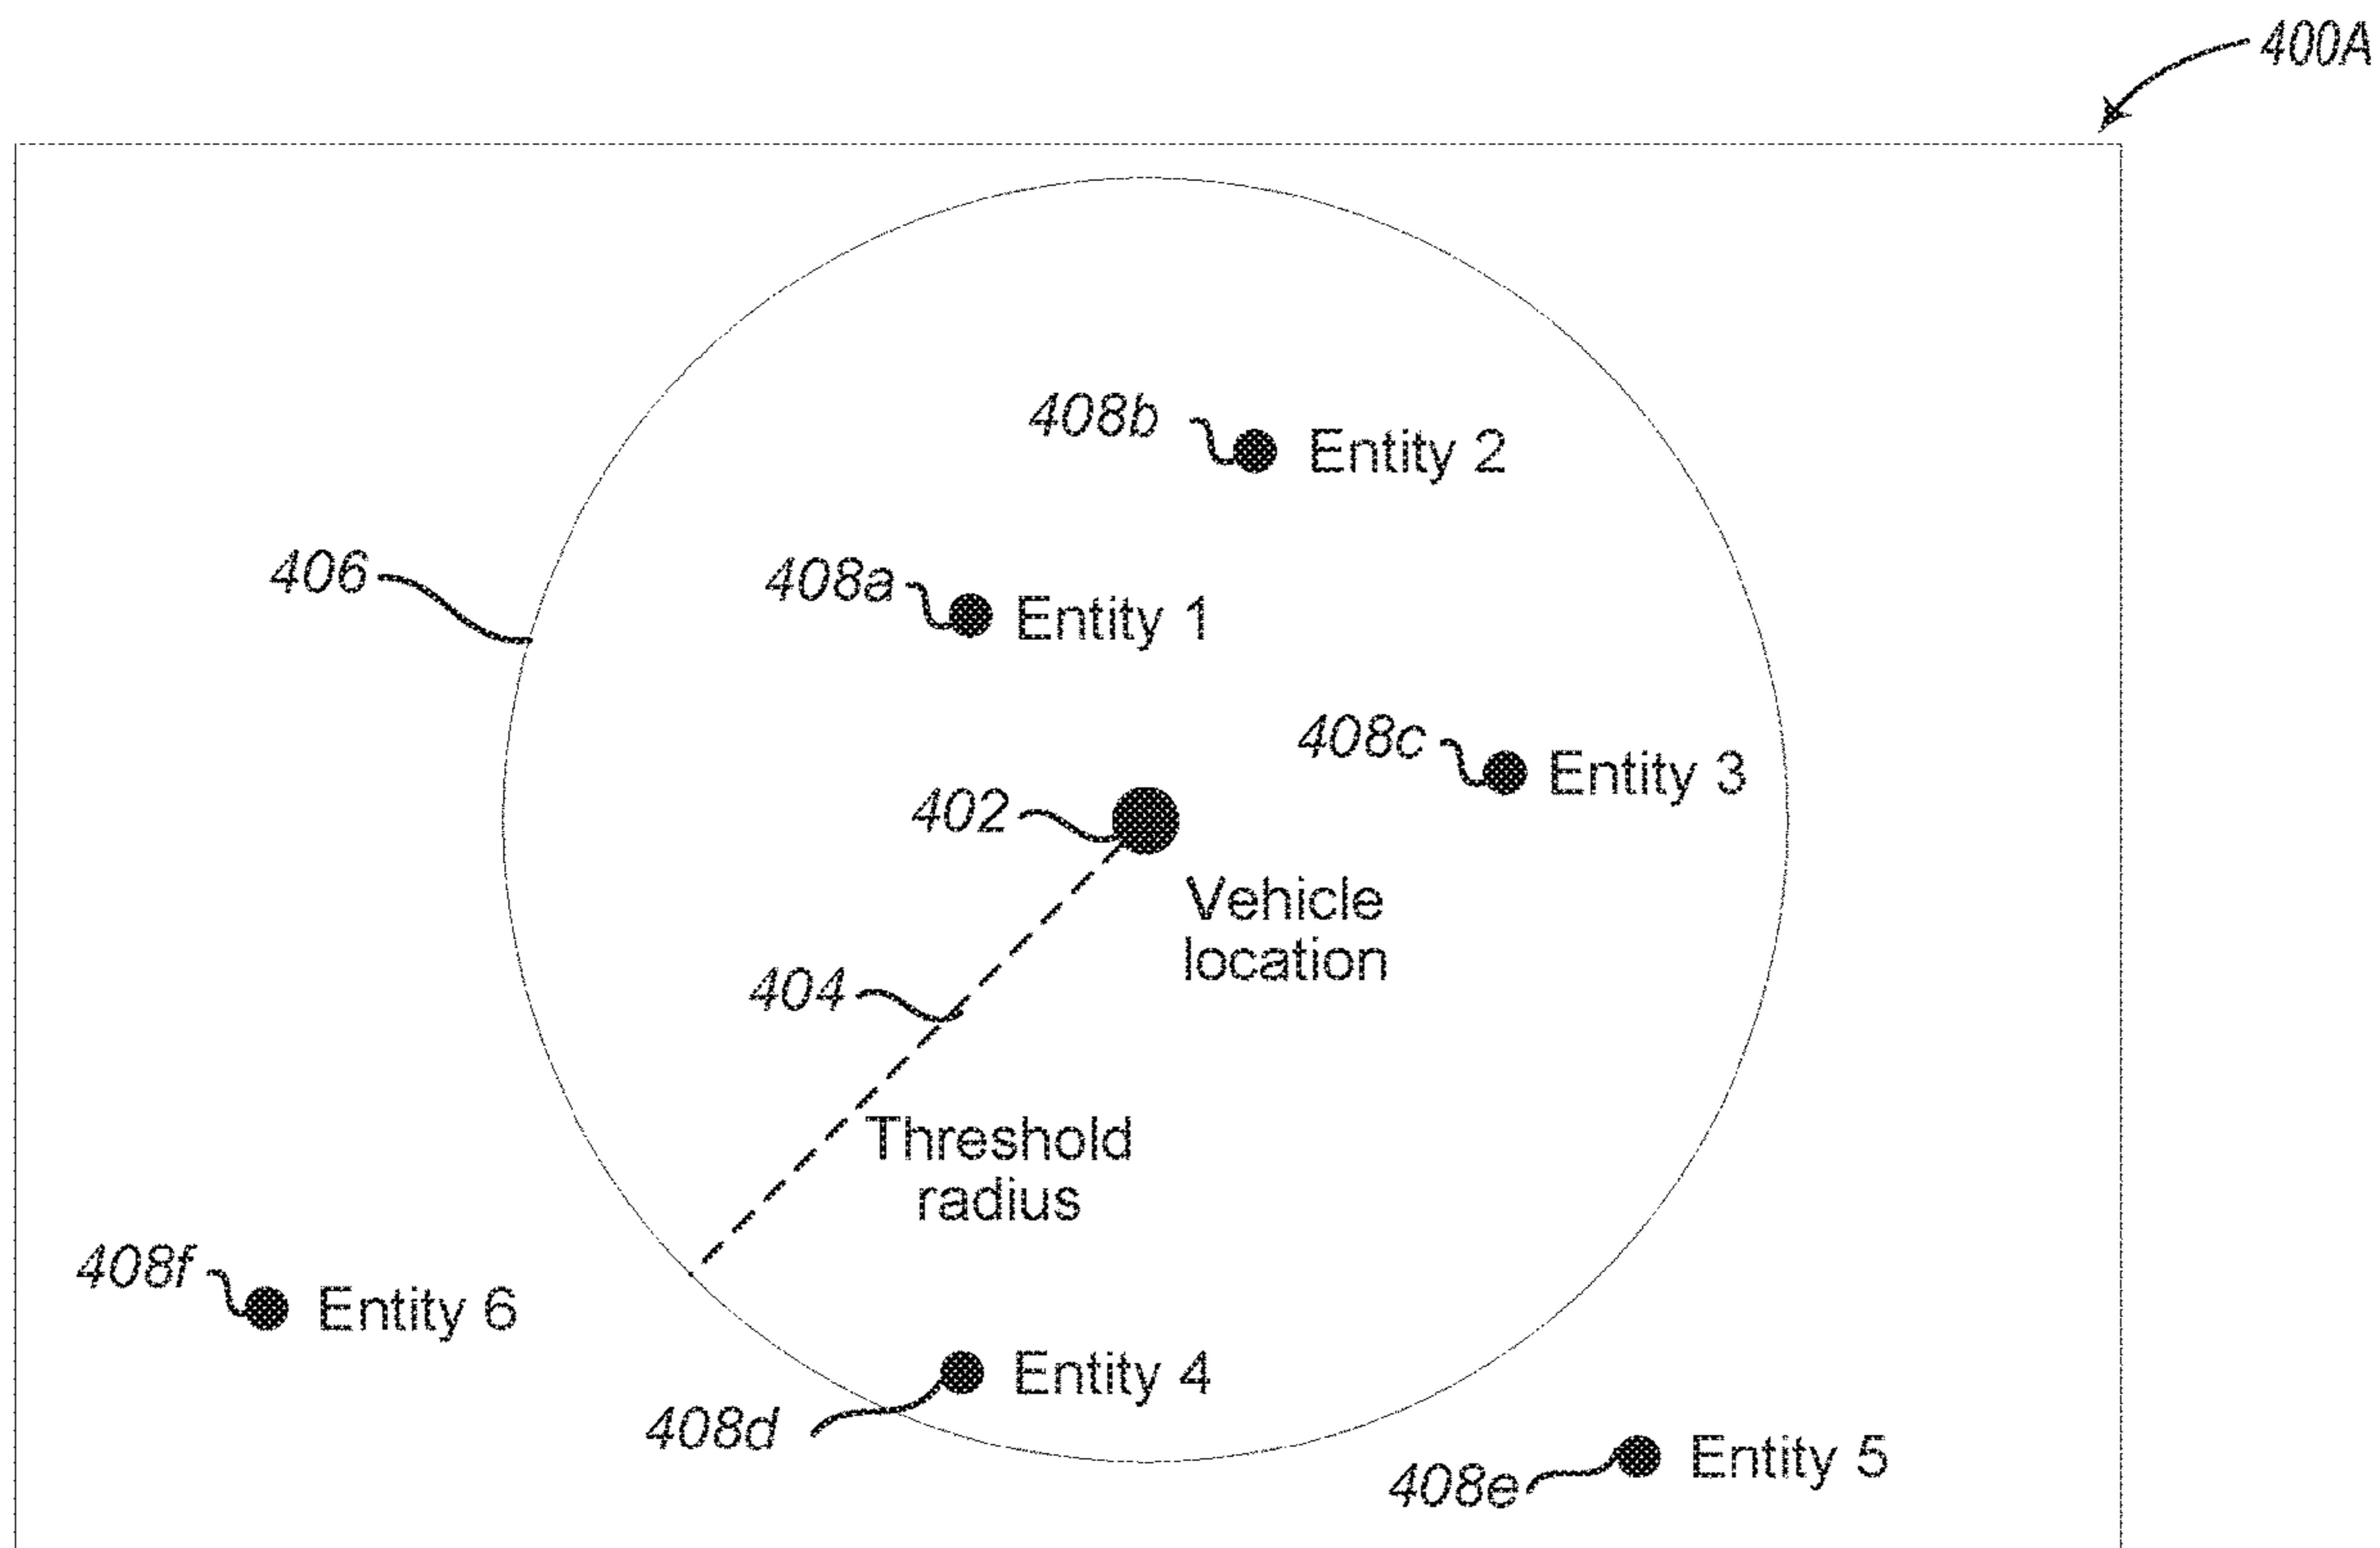 400A
408b
Entity 2
406
408a
Entity 1
408c
Entity 3
402
Vehicle
location
404
Threshold
radius
408f
Entity 6
Entity 4
408d
Entity 5
408e